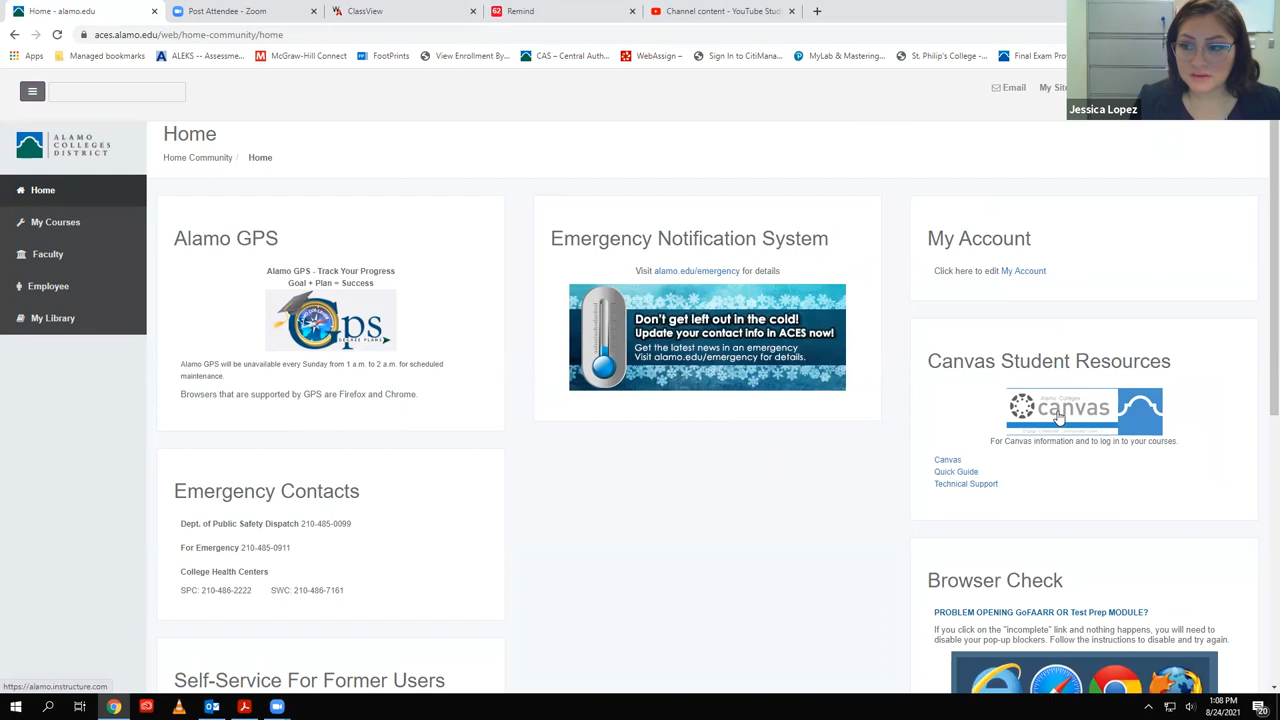 Home - alamo.edu
Post Attendee - Zoom
ClassView
62 Remind
Channel content - YouTube Stud
aces.alamo.edu/web/home-community/home
Apps
Managed bookmarks
ALEKS -- Assessme...
McGraw-Hill Connect
FootPrints
View Enrollment By...
CAS – Central Auth...
WebAssign –
Sign In to CitiMana...
MyLab & Mastering...
St. Philip's College -...
Final Exam Pro
Email
My Sit
Jessica Lopez
ALAMO
COLLEGES
DISTRICT
Home
Home Community / Home
Home
My Courses
Faculty
Employee
My Library
Alamo GPS
Alamo GPS - Track Your Progress
Goal + Plan = Success
Gps
DEGREE PLANS
Alamo GPS will be unavailable every Sunday from 1 a.m. to 2 a.m. for scheduled
maintenance.
Browsers that are supported by GPS are Firefox and Chrome.
Emergency Contacts
Dept. of Public Safety Dispatch 210-485-0099
For Emergency 210-485-0911
College Health Centers
SPC: 210-486-2222 SWC: 210-486-7161
Self-Service For Former Users
Emergency Notification System
Visit alamo.edu/emergency for details
Don't get left out in the cold!
Update your contact info in ACES now!
Get the latest news in an emergency
Visit alamo.edu/emergency for details.
My Account
Click here to edit My Account
Canvas Student Resources
Alamo Colleges
canvas
For Canvas information and to log in to your courses.
Canvas
Quick Guide
Technical Support
Browser Check
PROBLEM OPENING GoFAARR OR Test Prep MODULE?
If you click on the "incomplete" link and nothing happens, you will need to
disable your pop-up blockers. Follow the instructions to disable and try again.
https://alamo.instructure.com
1:08 PM
8/24/2021
20